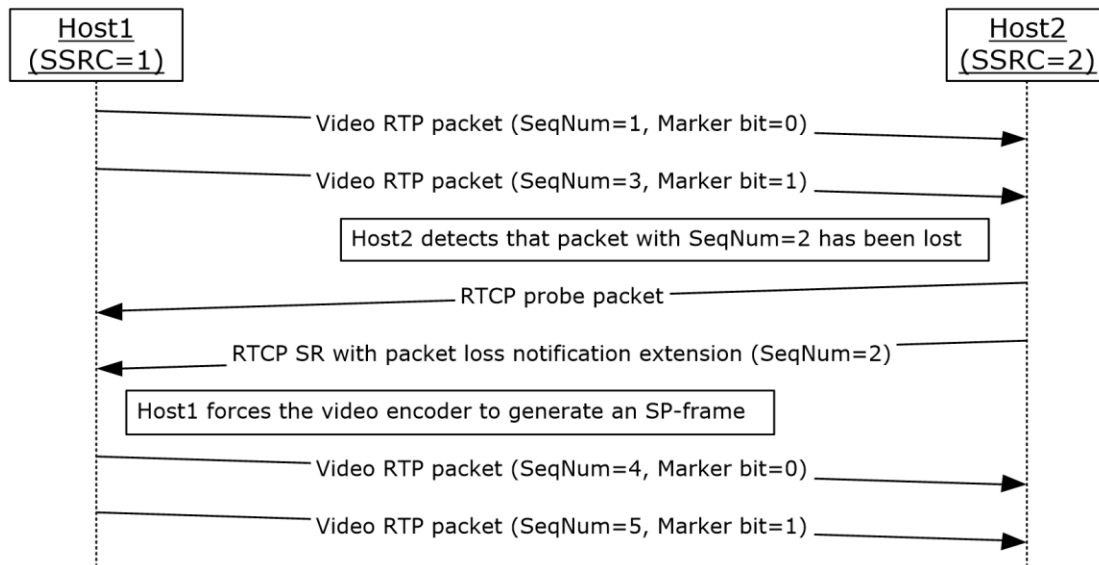 Host1
(SSRC=1)
Host2
(SSRC=2)
Video RTP packet (SeqNum=1, Marker bit=0)
Video RTP packet (SeqNum=3, Marker bit=1)
Host2 detects that packet with SeqNum=2 has been lost
RTCP probe packet
RTCP SR with packet loss notification extension (SeqNum=2)
Host1 forces the video encoder to generate an SP-frame
Video RTP packet (SeqNum=4, Marker bit=0)
Video RTP packet (SeqNum=5, Marker bit=1)